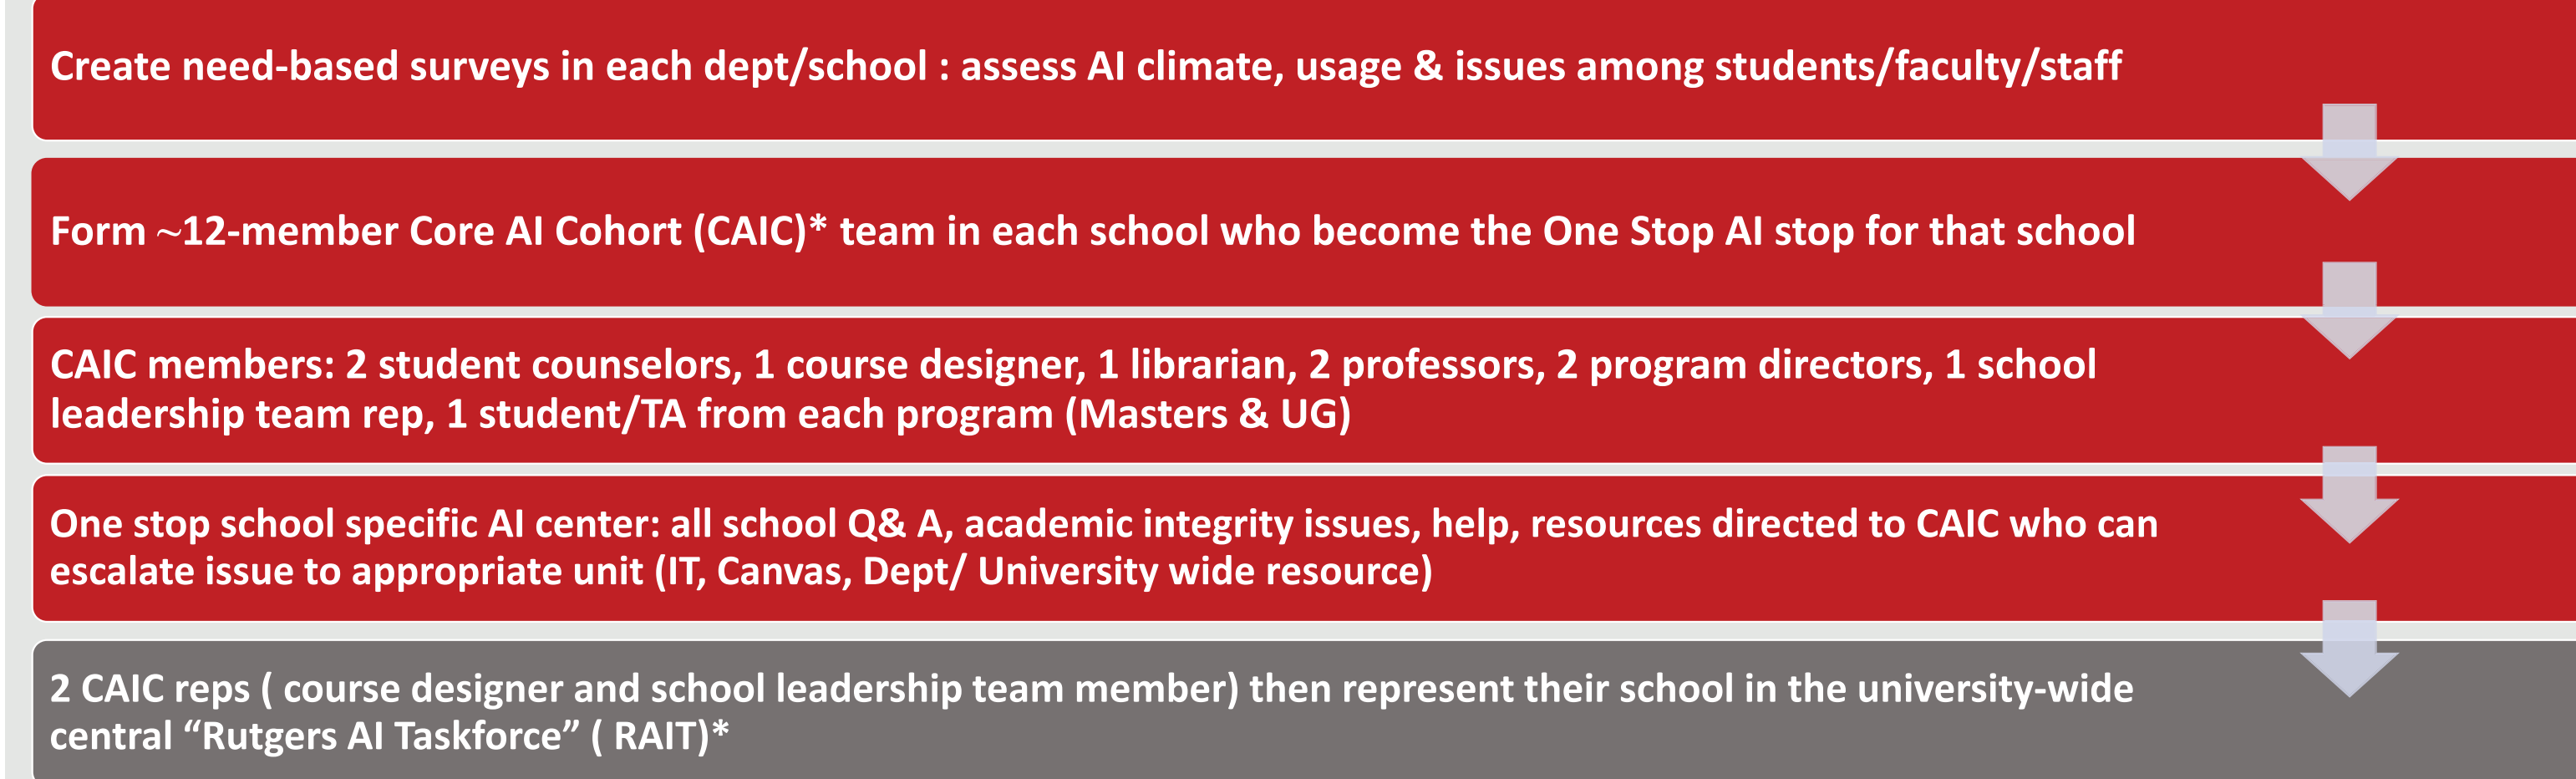 Create need-based surveys in each dept/school : assess AI climate, usage & issues among students/faculty/staff
Form ~12-member Core AI Cohort (CAIC)* team in each school who become the One Stop AI stop for that school
CAIC members: 2 student counselors, 1 course designer, 1 librarian, 2 professors, 2 program directors, 1 school
leadership team rep, 1 student/TA from each program (Masters & UG)
One stop school specific AI center: all school Q& A, academic integrity issues, help, resources directed to CAIC who can
escalate issue to appropriate unit (IT, Canvas, Dept/ University wide resource)
2 CAIC reps ( course designer and school leadership team member) then represent their school in the university-wide
central “Rutgers AI Taskforce” ( RAIT)*